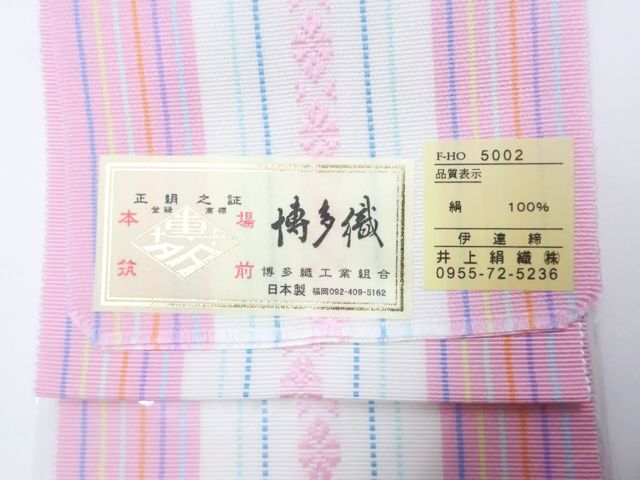 正絹之証
登録 商標
本場
筑前
博多織
博多織工業組合
日本製 福岡092-409-5162
F-HO 5002
品質表示
絹 100%
伊達締
井上絹織㈱
0955-72-5236